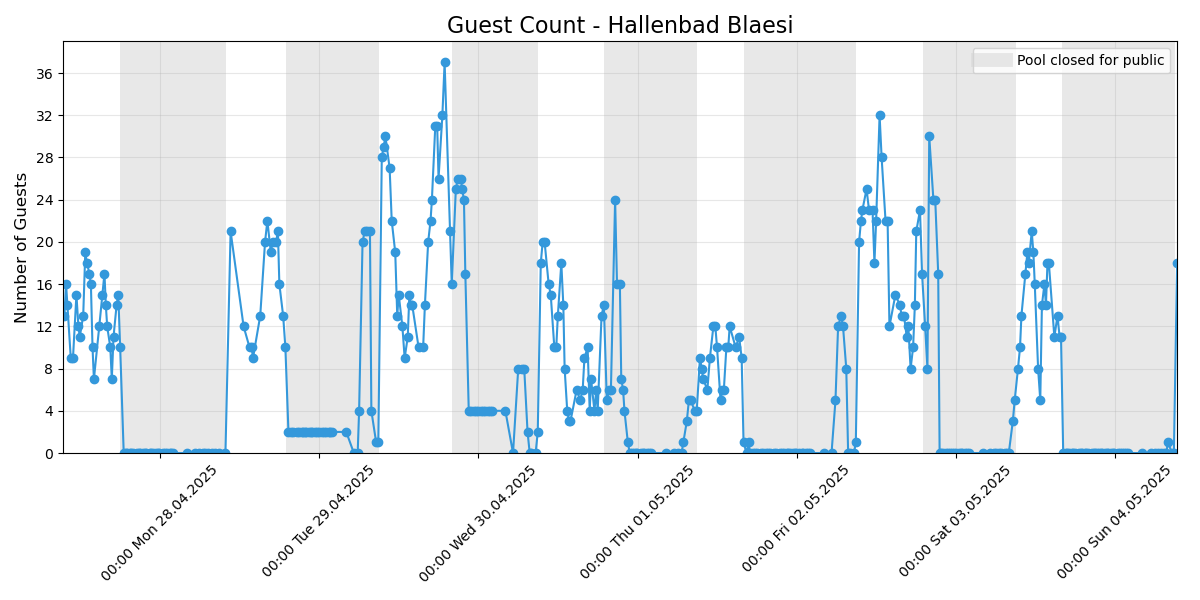 Guest Count - Hallenbad Blaesi
Pool closed for public
Number of Guests
36
32
28
24
20
16
12
8
4
0
00:00 Mon 28.04.2025
00:00 Tue 29.04.2025
00:00 Wed 30.04.2025
00:00 Thu 01.05.2025
00:00 Fri 02.05.2025
00:00 Sat 03.05.2025
00:00 Sun 04.05.2025